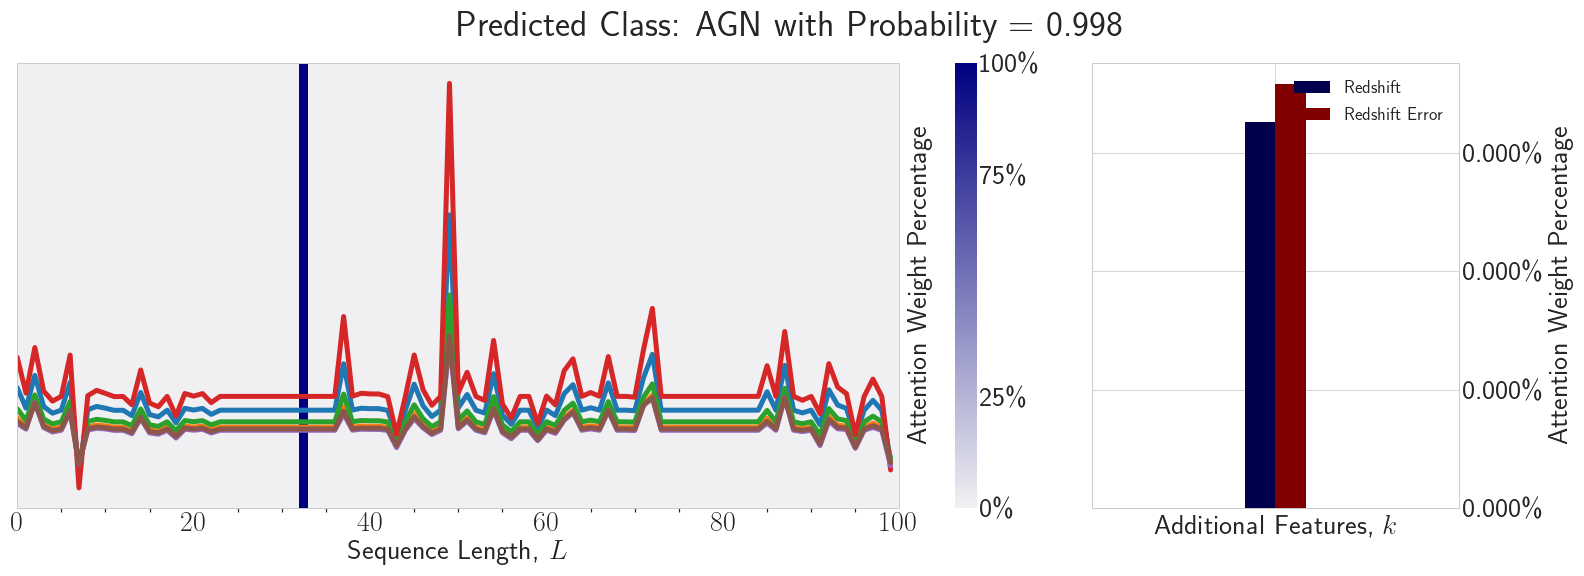 Predicted Class: AGN with Probability = 0.998
0 20 40 60 80 100
Sequence Length, L
100%
75%
25%
0%
Attention Weight Percentage
Redshift
Redshift Error
0.000%
0.000%
0.000%
0.000%
Attention Weight Percentage
Additional Features, k